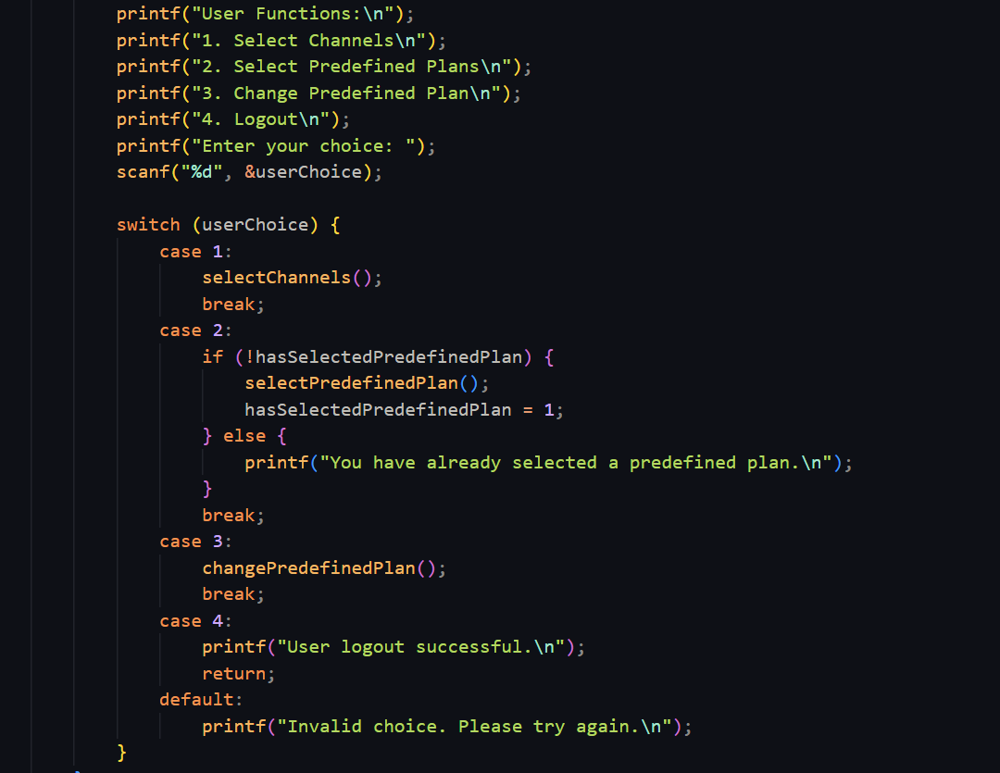 printf("User Functions:\n");
printf("1. Select Channels\n");
printf("2. Select Predefined Plans\n");
printf("3. Change Predefined Plan\n");
printf("4. Logout\n");
printf("Enter your choice: ");
scanf("%d", &userChoice);
switch (userChoice) {
case 1:
selectChannels();
break;
case 2:
if (!hasSelectedPredefinedPlan) {
selectPredefinedPlan();
hasSelectedPredefinedPlan = 1;
} else {
printf("You have already selected a predefined plan.\n");
}
break;
case 3:
changePredefinedPlan();
break;
case 4:
printf("User logout successful.\n");
return;
default:
printf("Invalid choice. Please try again.\n");
}